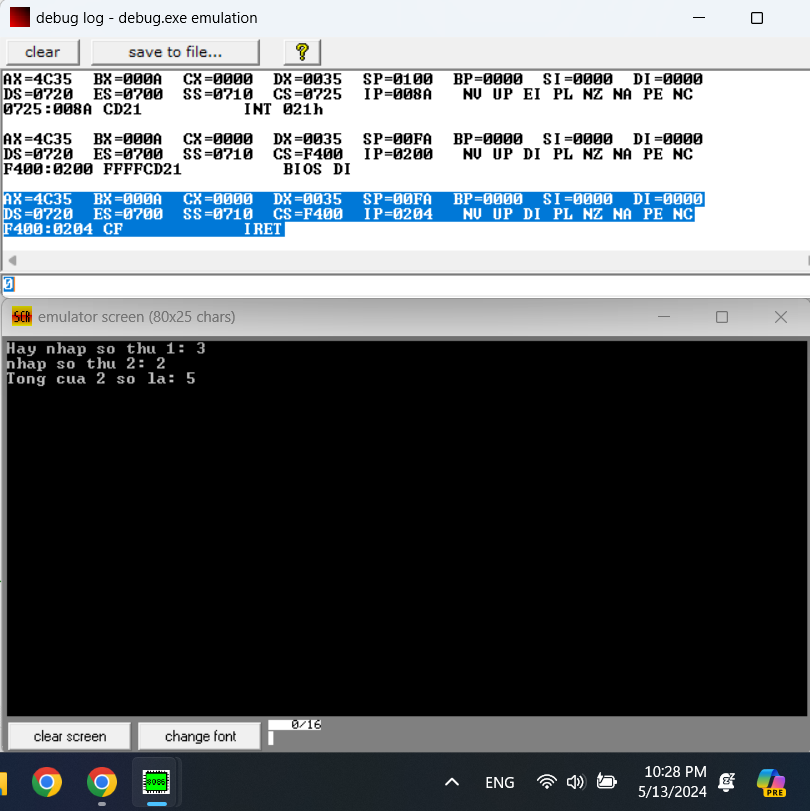 debug log - debug.exe emulation
clear save to file... ?
AX=4C35 BX=000A CX=0000 DX=0035 SP=0100 BP=0000 SI=0000 DI=0000
DS=0720 ES=0700 SS=0710 CS=0725 IP=008A NV UP EI PL NZ NA PE NC
0725:008A CD21 INT 021h
AX=4C35 BX=000A CX=0000 DX=0035 SP=00FA BP=0000 SI=0000 DI=0000
DS=0720 ES=0700 SS=0710 CS=F400 IP=0200 NV UP DI PL NZ NA PE NC
F400:0200 FFFFCD21 BIOS DI
AX=4C35 BX=000A CX=0000 DX=0035 SP=00FA BP=0000 SI=0000 DI=0000
DS=0720 ES=0700 SS=0710 CS=F400 IP=0204 NV UP DI PL NZ NA PE NC
F400:0204 CF IRET
0
SCR emulator screen (80x25 chars)
Hay nhap so thu 1: 3
nhap so thu 2: 2
Tong cua 2 so la: 5
clear screen change font 0/16
8086 ENG 10:28 PM
5/13/2024 PRE